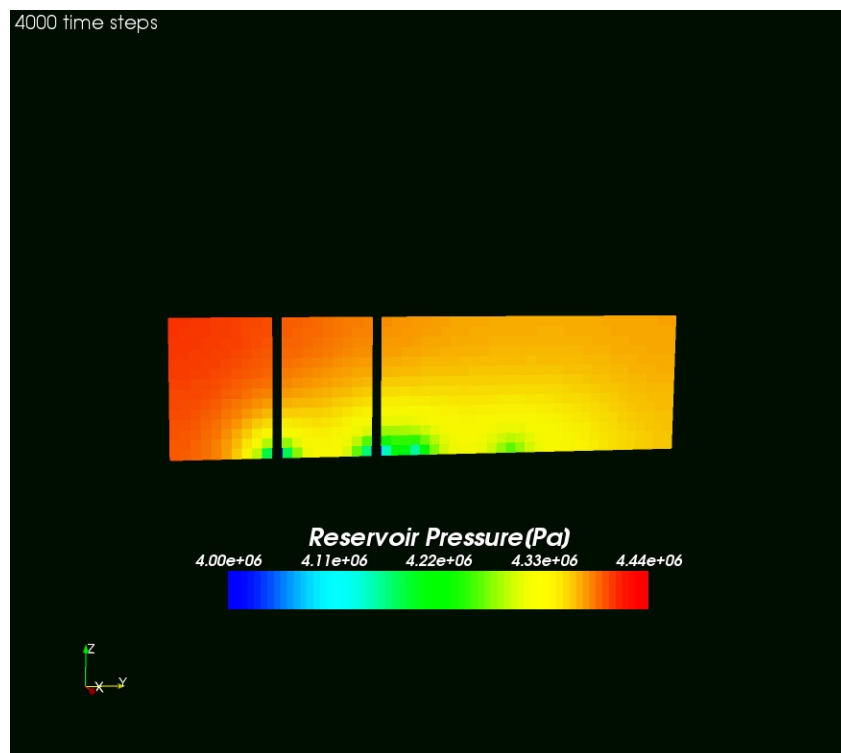 4000 time steps
Reservoir Pressure(Pa)
4.00e+06 4.11e+06 4.22e+06 4.33e+06 4.44e+06
Z
X Y